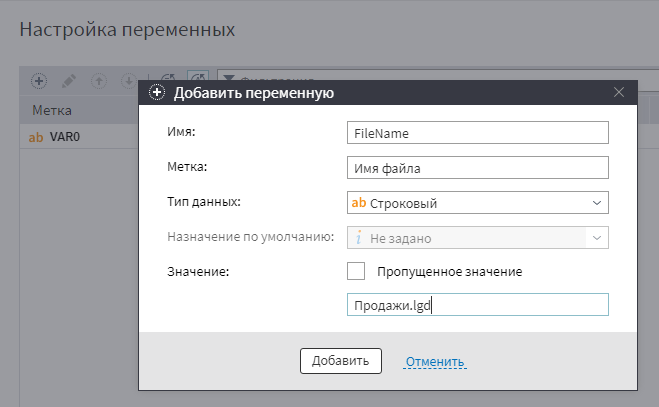 Настройка переменных
Фильтрация
Метка
ab VAR0
Добавить переменную
Имя: FileName
Метка: Имя файла
Тип данных: ab Строковый
Назначение по умолчанию: i Не задано
Значение: Пропущенное значение
Продажи.lgd
Добавить Отменить